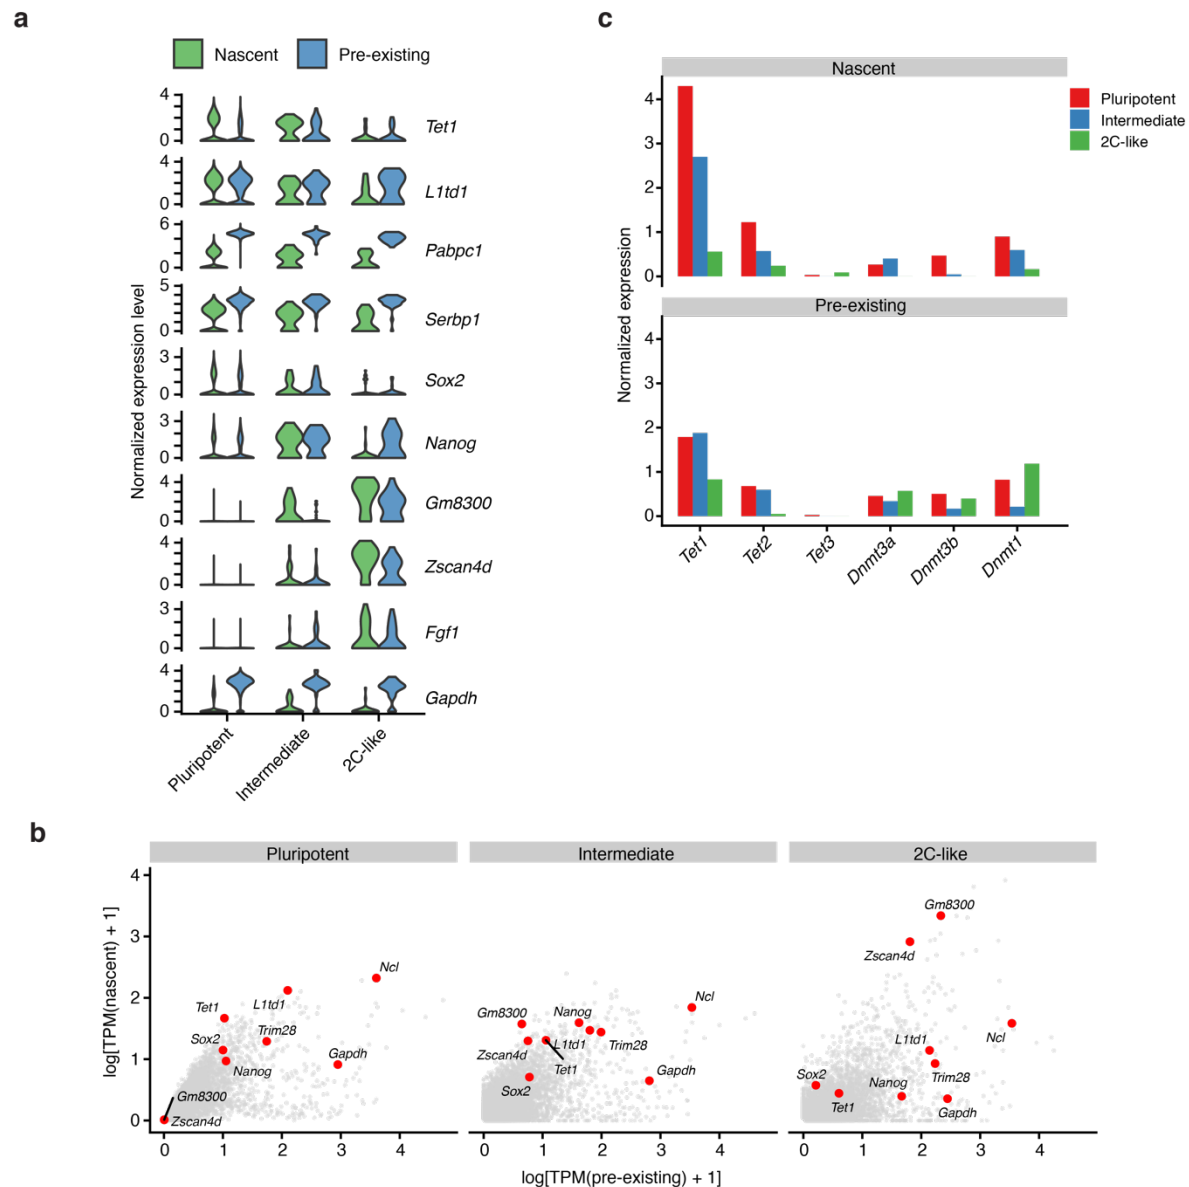 a
Nascent
Pre-existing
Normalized expression level
4
0
Tet1
4
0
L1td1
6
0
Pabpc1
5
0
Serbp1
3
0
Sox2
3
0
Nanog
4
0
Gm8300
4
0
Zscan4d
3
0
Fgf1
4
0
Gapdh
Pluripotent
Intermediate
2C-like
c
Nascent
Pluripotent
Intermediate
2C-like
Normalized expression
4
3
2
1
0
Pre-existing
4
3
2
1
0
Tet1
Tet2
Tet3
Dnmt3a
Dnmt3b
Dnmt1
b
log[TPM(nascent) + 1]
4
3
2
1
0
Pluripotent
Ncl
Tet1
L1td1
Sox2
Trim28
Nanog
Gapdh
Gm8300
Zscan4d
0 1 2 3 4
Intermediate
Ncl
Gm8300
Nanog
Zscan4d
L1td1
Trim28
Tet1
Sox2
Gapdh
0 1 2 3 4
2C-like
Gm8300
Zscan4d
L1td1
Ncl
Sox2
Nanog
Trim28
Tet1
Gapdh
0 1 2 3 4
log[TPM(pre-existing) + 1]